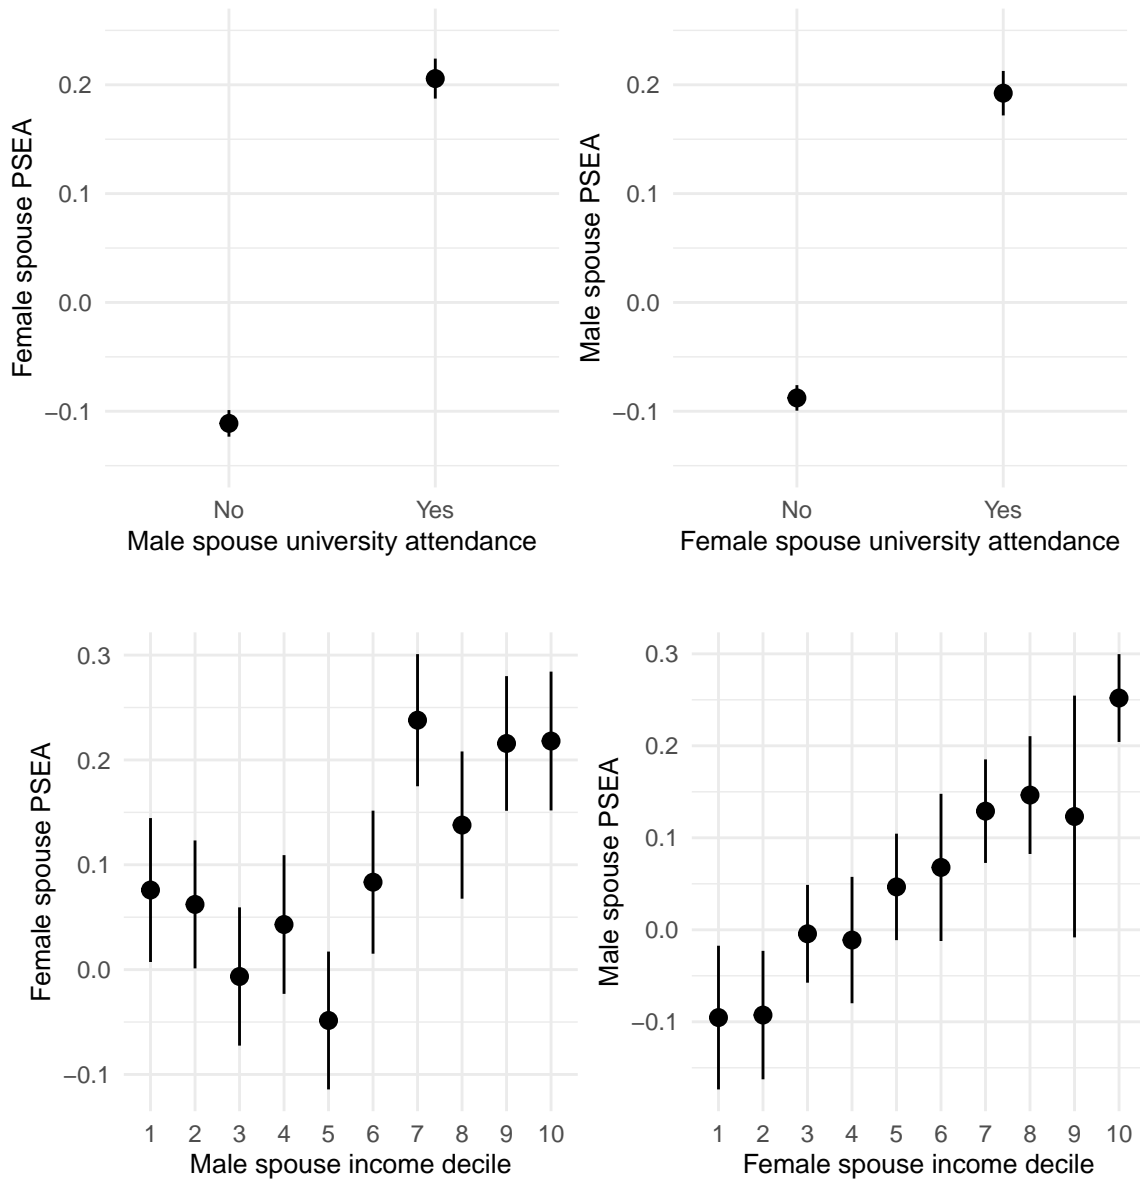 Female spouse PSEA
0.2
0.1
0.0
−0.1
No Yes
Male spouse university attendance
Male spouse PSEA
0.2
0.1
0.0
−0.1
No Yes
Female spouse university attendance
Female spouse PSEA
0.3
0.2
0.1
0.0
−0.1
1 2 3 4 5 6 7 8 9 10
Male spouse income decile
Male spouse PSEA
0.3
0.2
0.1
0.0
−0.1
1 2 3 4 5 6 7 8 9 10
Female spouse income decile